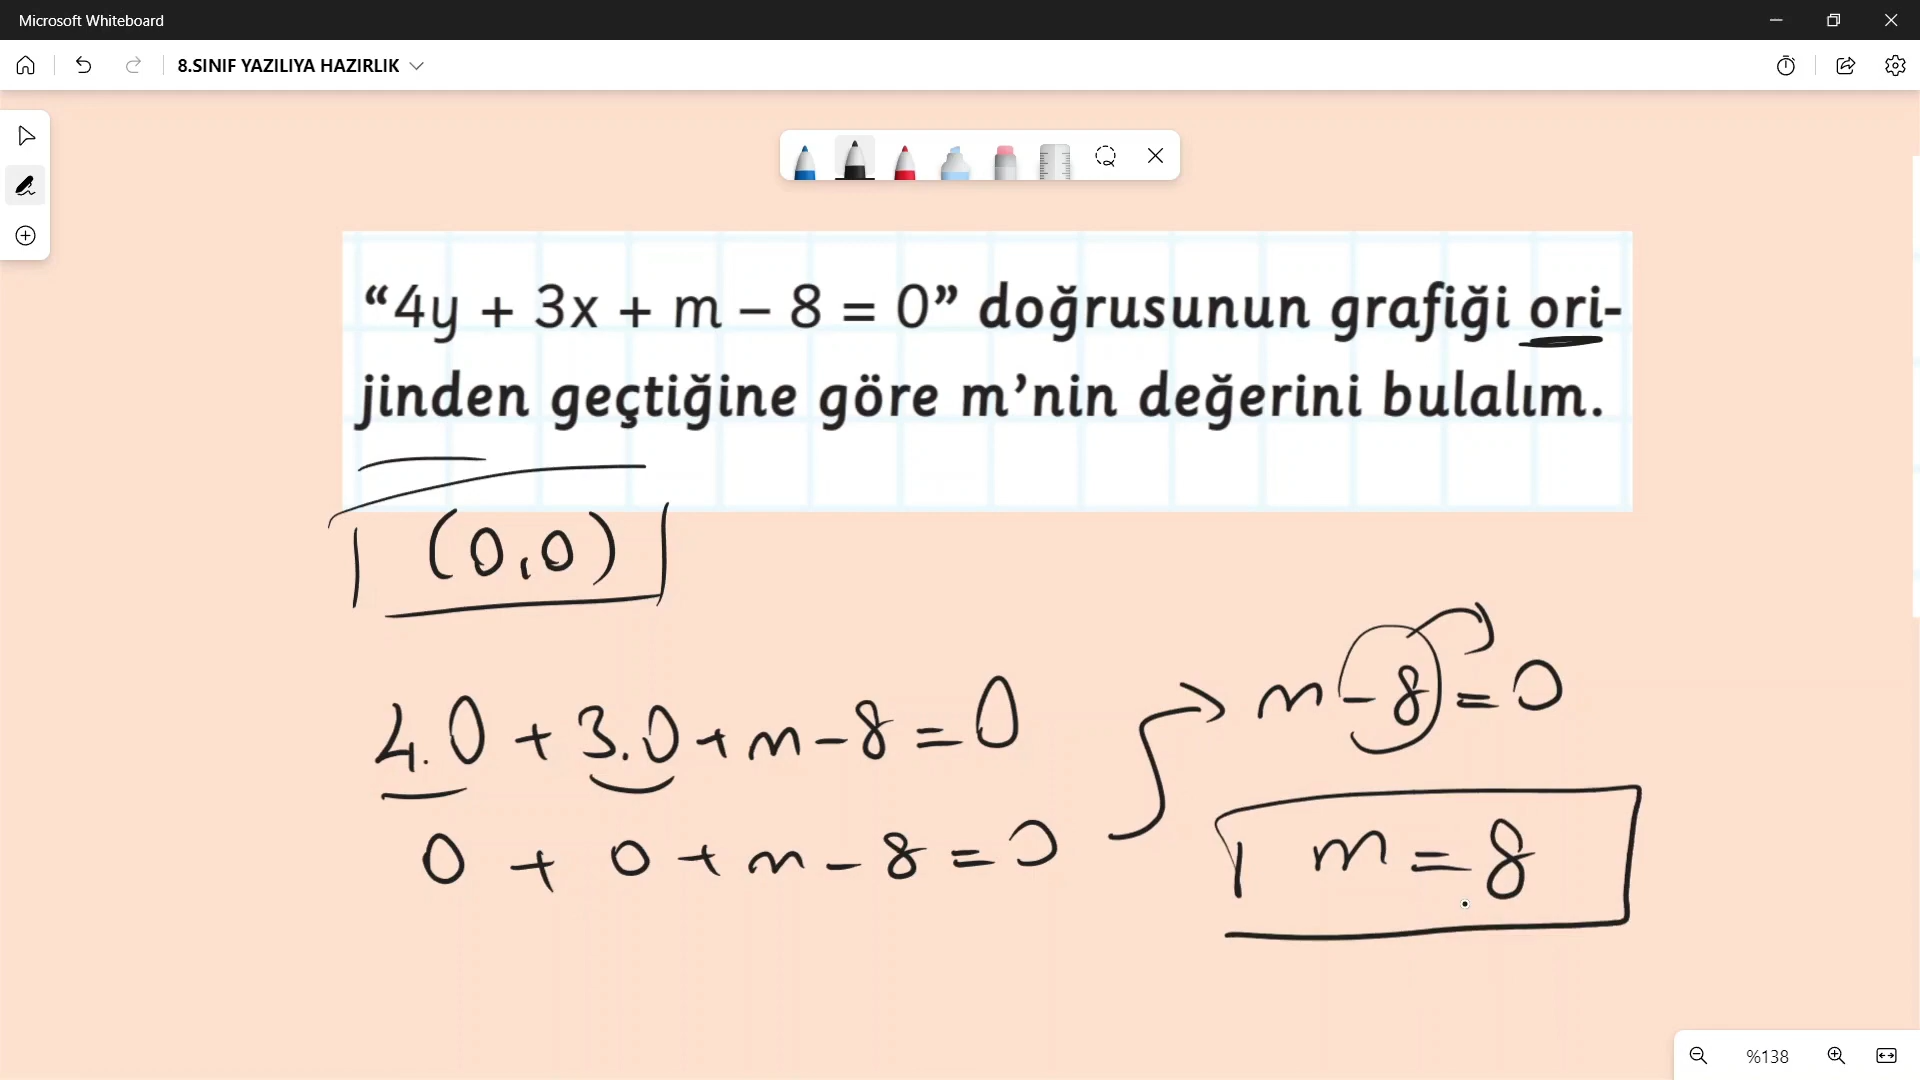 Microsoft Whiteboard
8.SINIF YAZILIYA HAZIRLIK
“4y + 3x + m – 8 = 0” doğrusunun grafiği ori-
jinden geçtiğine göre m’nin değerini bulalım.
(0,0)
4.0 + 3.0 + m - 8 = 0
0 + 0 + m - 8 = 0
m - 8 = 0
m = 8
%138